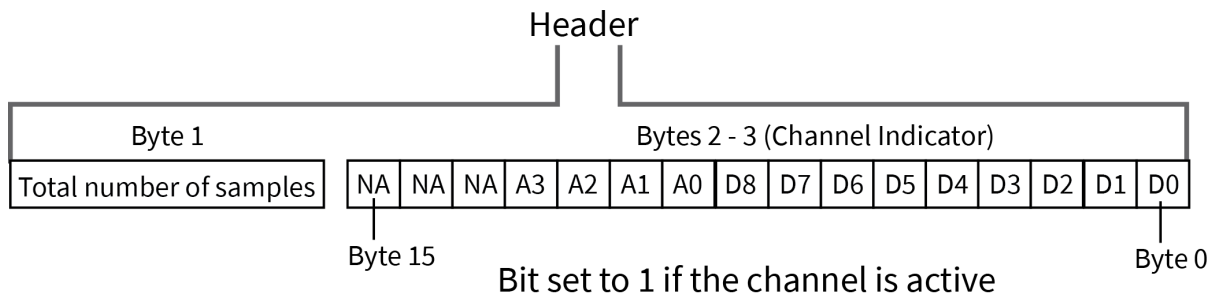 Header
Byte 1
Bytes 2 - 3 (Channel Indicator)
Total number of samples
NA NA NA A3 A2 A1 A0 D8 D7 D6 D5 D4 D3 D2 D1 D0
Byte 15
Byte 0
Bit set to 1 if the channel is active